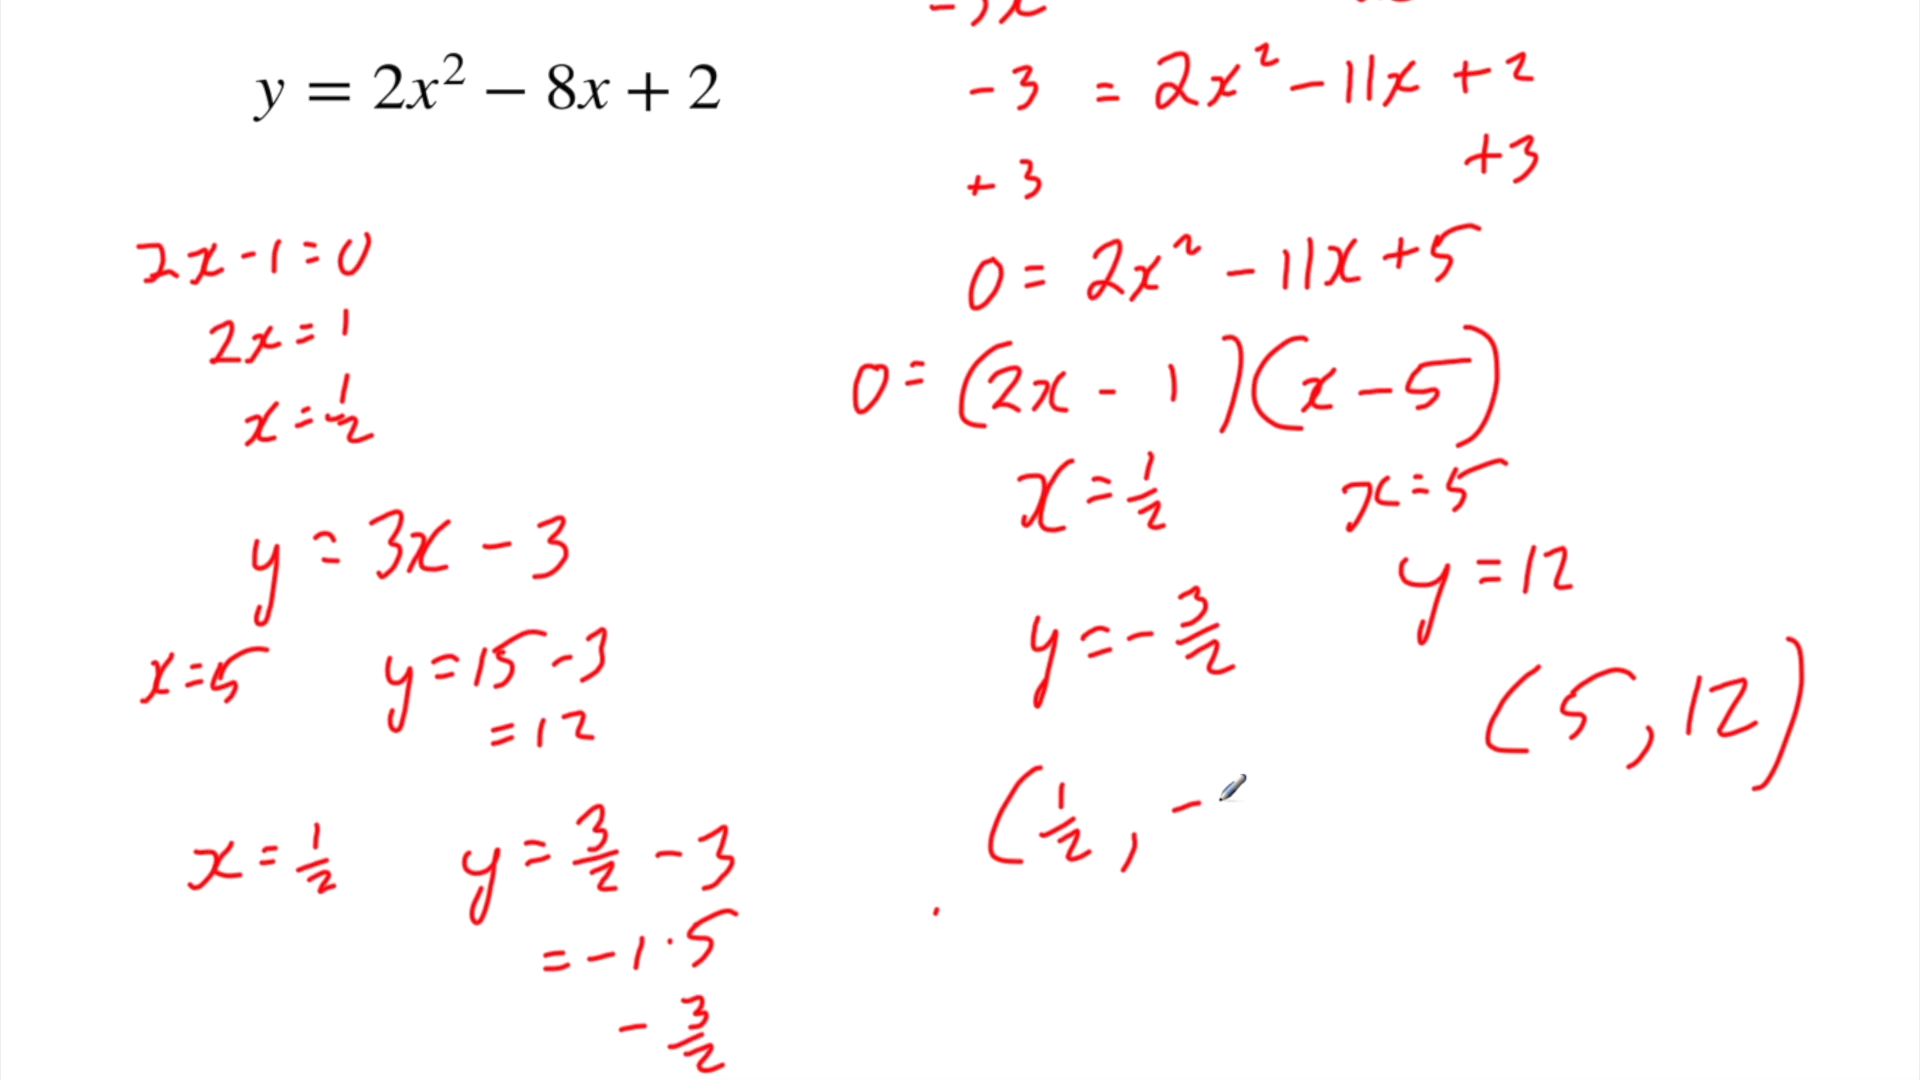 y = 2x² − 8x + 2
2x - 1 = 0
2x = 1
x = 1/2
y = 3x - 3
x = 5 y = 15 - 3
= 12
x = 1/2 y = 3/2 - 3
= -1.5
- 3/2
-3 = 2x² - 11x + 2
+3 +3
0 = 2x² - 11x + 5
0 = (2x - 1)(x - 5)
x = 1/2 x = 5
y = -3/2 y = 12
(5, 12)
(1/2, -